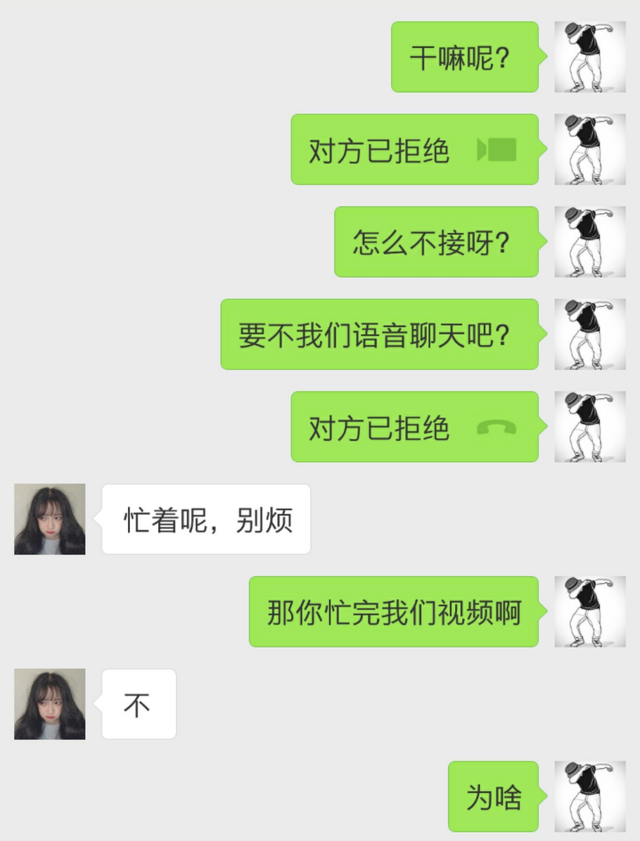 干嘛呢？
对方已拒绝
怎么不接呀？
要不我们语音聊天吧？
对方已拒绝
忙着呢，别烦
那你忙完我们视频啊
不
为啥